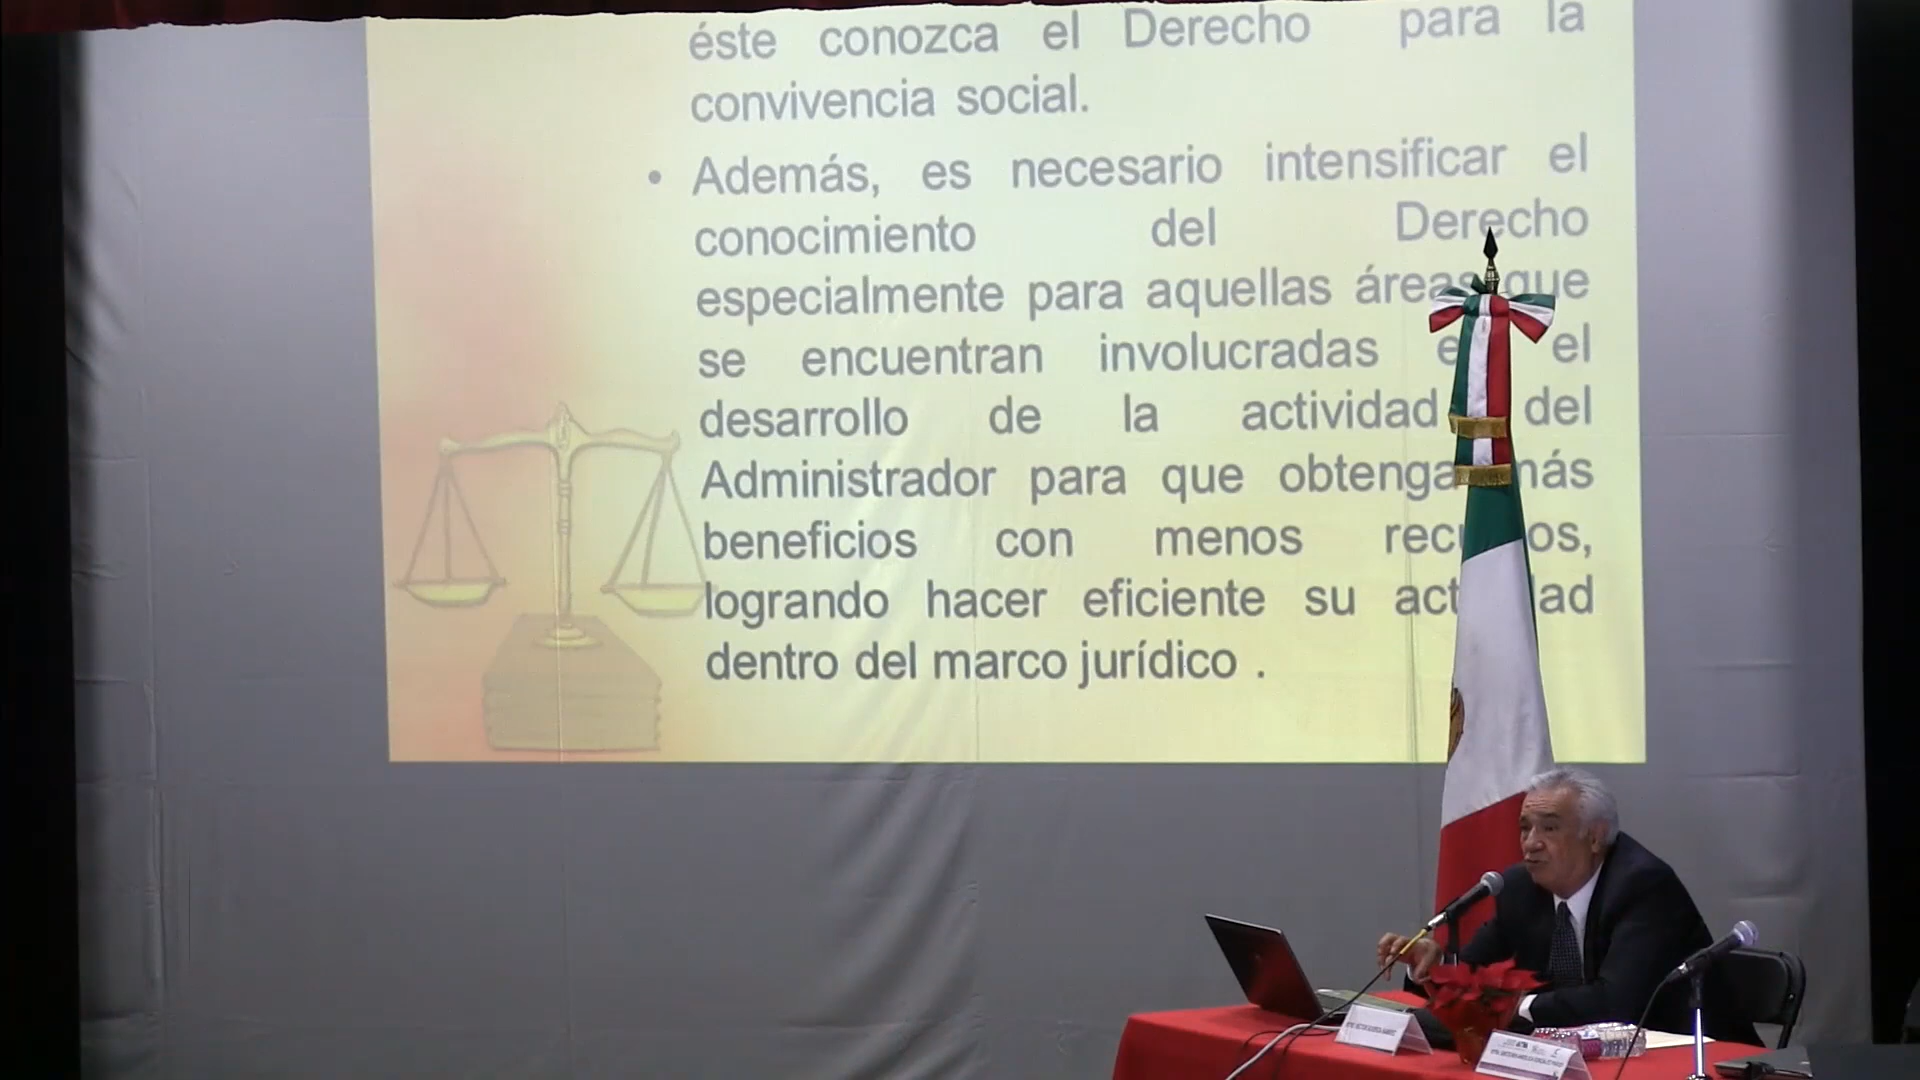 éste conozca el Derecho para la
convivencia social.
• Además, es necesario intensificar el
conocimiento del Derecho
especialmente para aquellas áreas que
se encuentran involucradas el
desarrollo de la actividad del
Administrador para que obtenga más
beneficios con menos
logrando hacer eficiente su
dentro del marco jurídico .